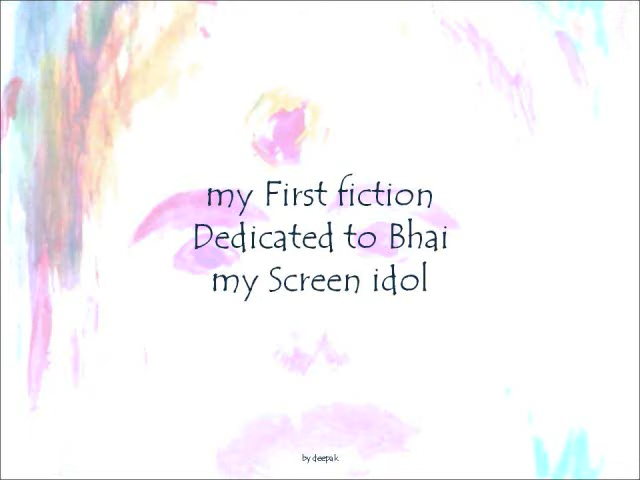 my First fiction
Dedicated to Bhai
my Screen idol
by deepak